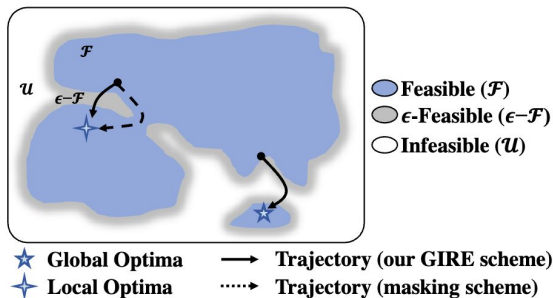 𝓕
𝓤
ϵ−𝓕
Feasible (𝓕)
ϵ-Feasible (ϵ−𝓕)
Infeasible (𝓤)
Global Optima
Trajectory (our GIRE scheme)
Local Optima
Trajectory (masking scheme)